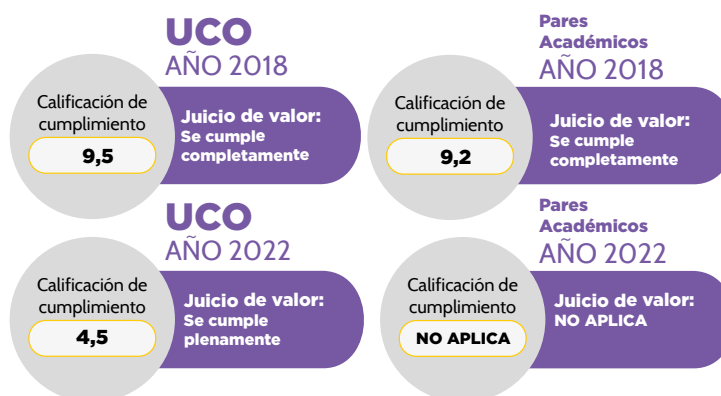 UCO
AÑO 2018
Calificación de
cumplimiento
9,5
Juicio de valor:
Se cumple
completamente
Pares
Académicos
AÑO 2018
Calificación de
cumplimiento
9,2
Juicio de valor:
Se cumple
completamente
UCO
AÑO 2022
Calificación de
cumplimiento
4,5
Juicio de valor:
Se cumple
plenamente
Pares
Académicos
AÑO 2022
Calificación de
cumplimiento
NO APLICA
Juicio de valor:
NO APLICA